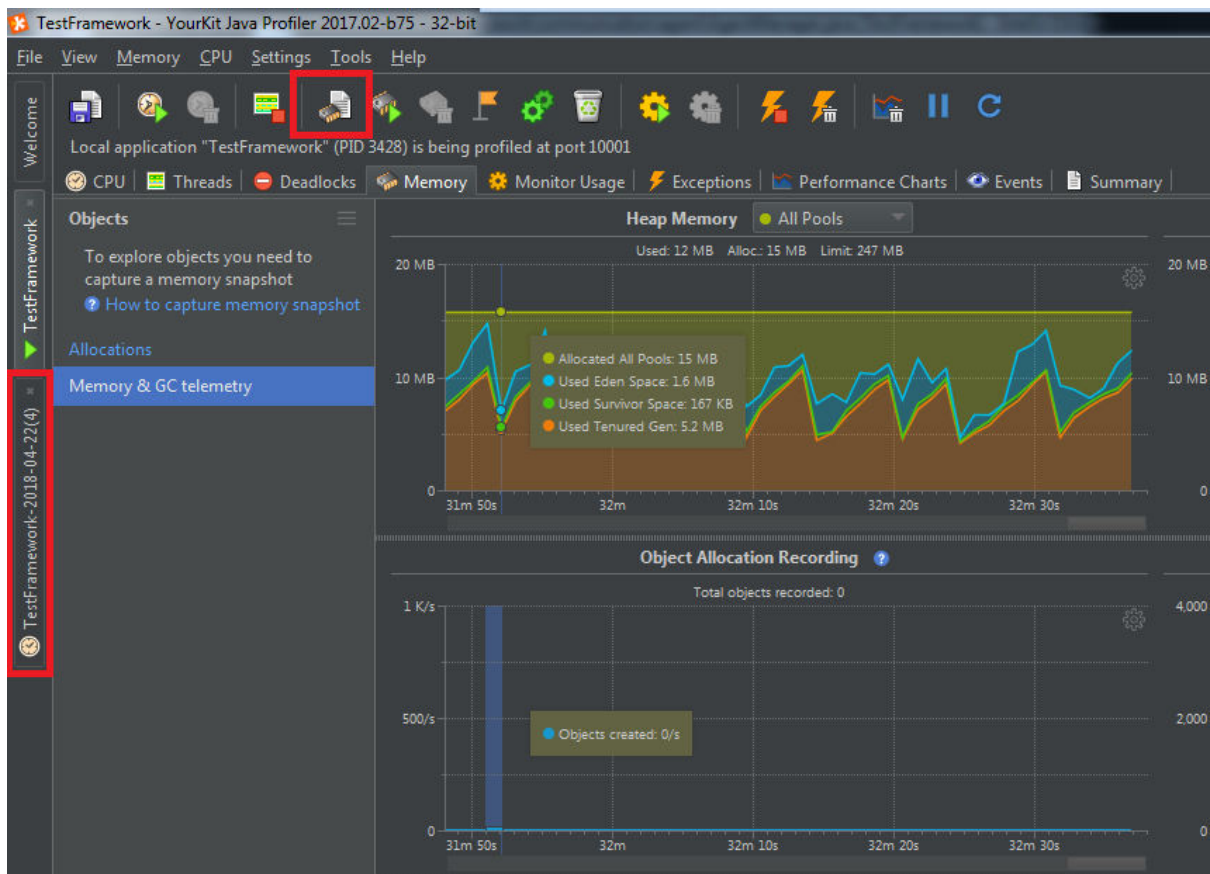 TestFramework - YourKit Java Profiler 2017.02-b75 - 32-bit
File View Memory CPU Settings Tools Help
Welcome
Local application "TestFramework" (PID 3428) is being profiled at port 10001
CPU Threads Deadlocks Memory Monitor Usage Exceptions Performance Charts Events Summary
TestFramework
TestFramework-2018-04-22(4)
Objects
To explore objects you need to
capture a memory snapshot
How to capture memory snapshot
Allocations
Memory & GC telemetry
Heap Memory All Pools
Used: 12 MB Alloc.: 15 MB Limit: 247 MB
20 MB
10 MB
0
Allocated All Pools: 15 MB
Used Eden Space: 1.6 MB
Used Survivor Space: 167 KB
Used Tenured Gen: 5.2 MB
31m 50s 32m 32m 10s 32m 20s 32m 30s
20 MB
10 MB
0
Object Allocation Recording
Total objects recorded: 0
1 K/s
500/s
0
Objects created: 0/s
31m 50s 32m 32m 10s 32m 20s 32m 30s
4,000
2,000
0